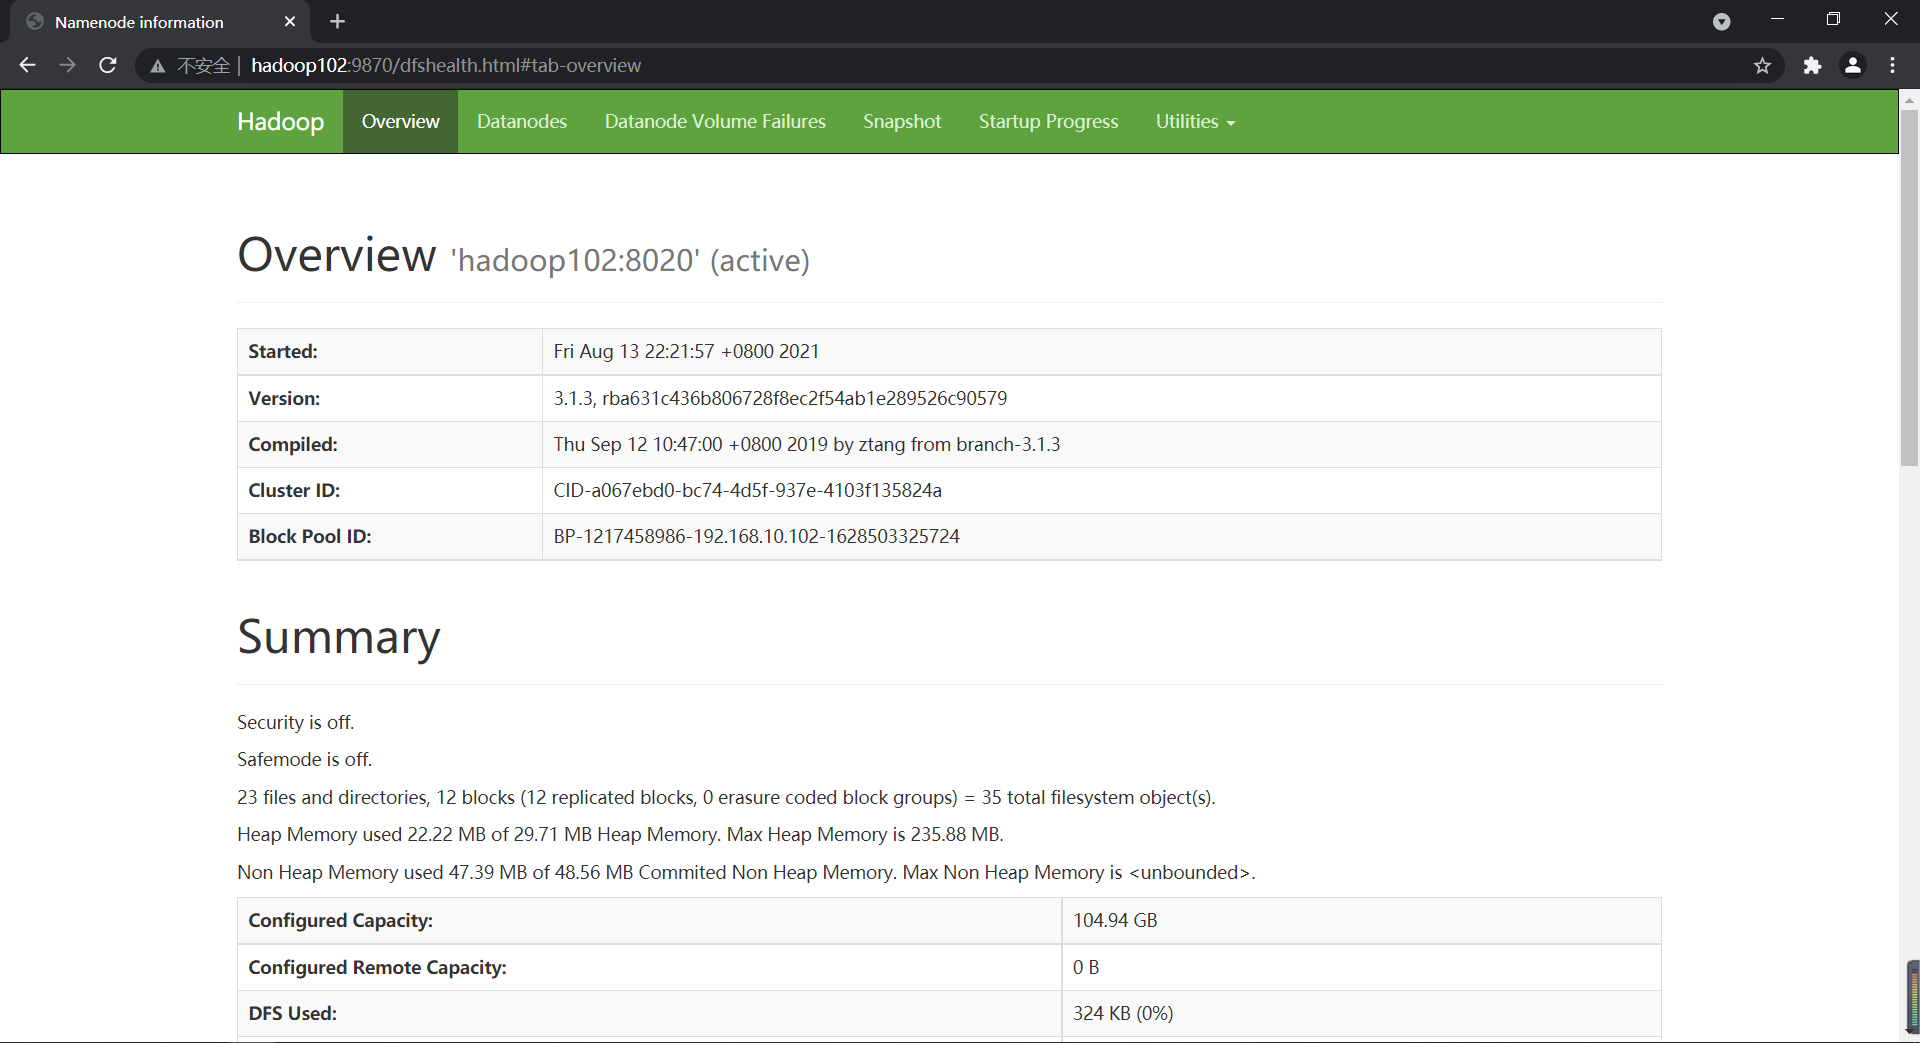 Namenode information
不安全 | hadoop102:9870/dfshealth.html#tab-overview
Hadoop Overview Datanodes Datanode Volume Failures Snapshot Startup Progress Utilities
Overview 'hadoop102:8020' (active)
Started: Fri Aug 13 22:21:57 +0800 2021
Version: 3.1.3, rba631c436b806728f8ec2f54ab1e289526c90579
Compiled: Thu Sep 12 10:47:00 +0800 2019 by ztang from branch-3.1.3
Cluster ID: CID-a067ebd0-bc74-4d5f-937e-4103f135824a
Block Pool ID: BP-1217458986-192.168.10.102-1628503325724
Summary
Security is off.
Safemode is off.
23 files and directories, 12 blocks (12 replicated blocks, 0 erasure coded block groups) = 35 total filesystem object(s).
Heap Memory used 22.22 MB of 29.71 MB Heap Memory. Max Heap Memory is 235.88 MB.
Non Heap Memory used 47.39 MB of 48.56 MB Commited Non Heap Memory. Max Non Heap Memory is <unbounded>.
Configured Capacity: 104.94 GB
Configured Remote Capacity: 0 B
DFS Used: 324 KB (0%)